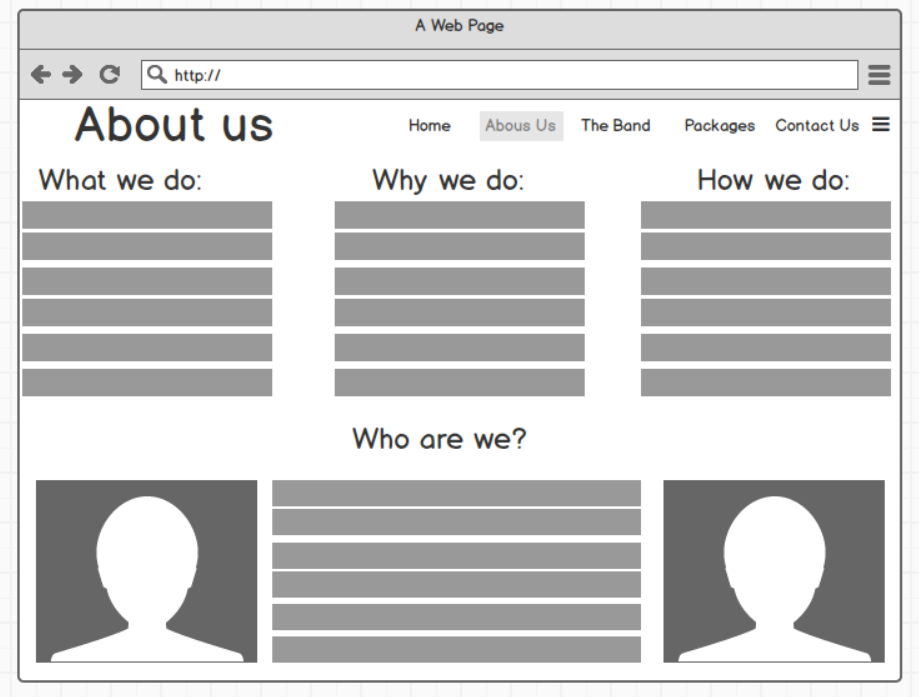 A Web Page
http://
About us
Home Abous Us The Band Packages Contact Us
What we do: Why we do: How we do:
Who are we?